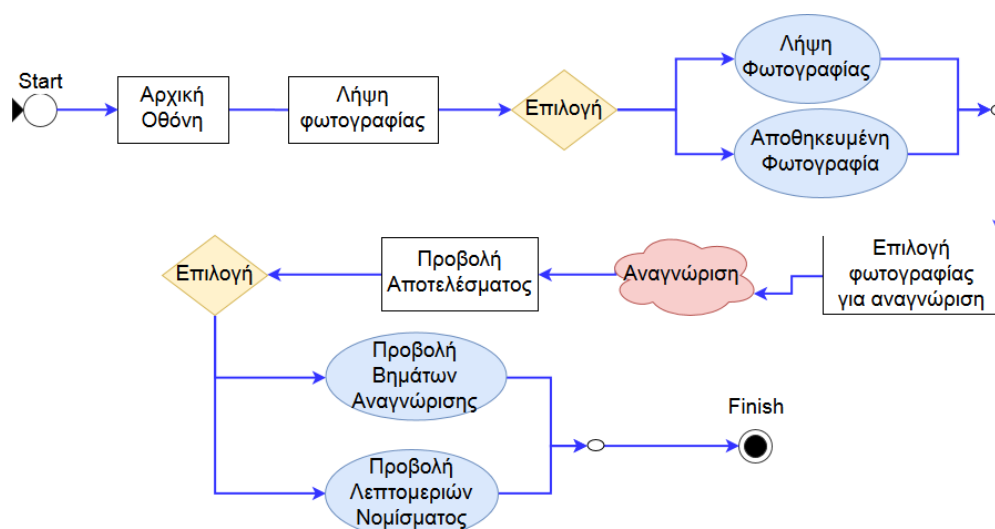 Start
Αρχική
Οθόνη
Λήψη
φωτογραφίας
Επιλογή
Λήψη
Φωτογραφίας
Αποθηκευμένη
Φωτογραφία
Επιλογή
Προβολή
Αποτελέσματος
Αναγνώριση
Επιλογή
φωτογραφίας
για αναγνώριση
Προβολή
Βημάτων
Αναγνώρισης
Finish
Προβολή
Λεπτομεριών
Νομίσματος